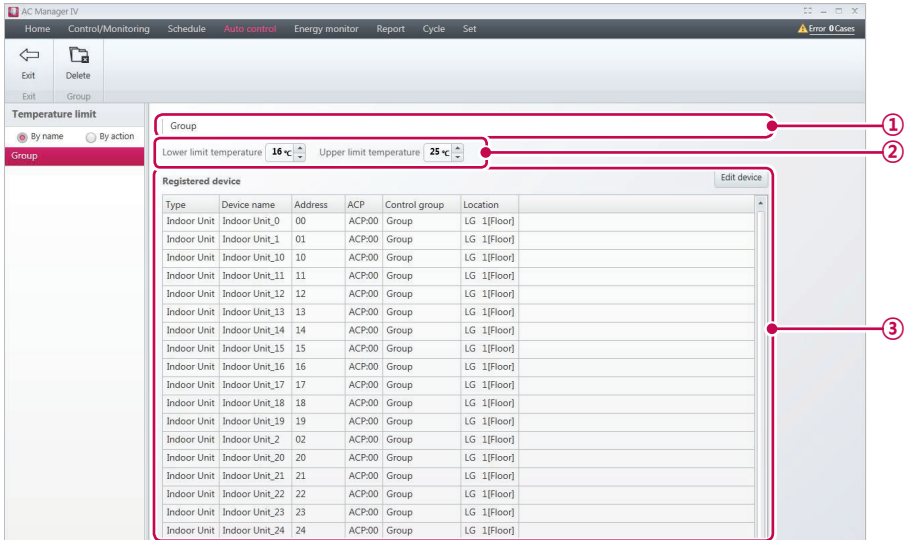 AC Manager IV
Home Control/Monitoring Schedule Auto control Energy monitor Report Cycle Set Error 0 Cases
Exit Delete
Exit Group
Temperature limit
By name By action
Group
Group
①
Lower limit temperature 16 ℃ Upper limit temperature 25 ℃
②
Registered device Edit device
Type Device name Address ACP Control group Location
Indoor Unit Indoor Unit_0 00 ACP:00 Group LG 1[Floor]
Indoor Unit Indoor Unit_1 01 ACP:00 Group LG 1[Floor]
Indoor Unit Indoor Unit_10 10 ACP:00 Group LG 1[Floor]
Indoor Unit Indoor Unit_11 11 ACP:00 Group LG 1[Floor]
Indoor Unit Indoor Unit_12 12 ACP:00 Group LG 1[Floor]
Indoor Unit Indoor Unit_13 13 ACP:00 Group LG 1[Floor]
Indoor Unit Indoor Unit_14 14 ACP:00 Group LG 1[Floor]
③
Indoor Unit Indoor Unit_15 15 ACP:00 Group LG 1[Floor]
Indoor Unit Indoor Unit_16 16 ACP:00 Group LG 1[Floor]
Indoor Unit Indoor Unit_17 17 ACP:00 Group LG 1[Floor]
Indoor Unit Indoor Unit_18 18 ACP:00 Group LG 1[Floor]
Indoor Unit Indoor Unit_19 19 ACP:00 Group LG 1[Floor]
Indoor Unit Indoor Unit_2 02 ACP:00 Group LG 1[Floor]
Indoor Unit Indoor Unit_20 20 ACP:00 Group LG 1[Floor]
Indoor Unit Indoor Unit_21 21 ACP:00 Group LG 1[Floor]
Indoor Unit Indoor Unit_22 22 ACP:00 Group LG 1[Floor]
Indoor Unit Indoor Unit_23 23 ACP:00 Group LG 1[Floor]
Indoor Unit Indoor Unit_24 24 ACP:00 Group LG 1[Floor]